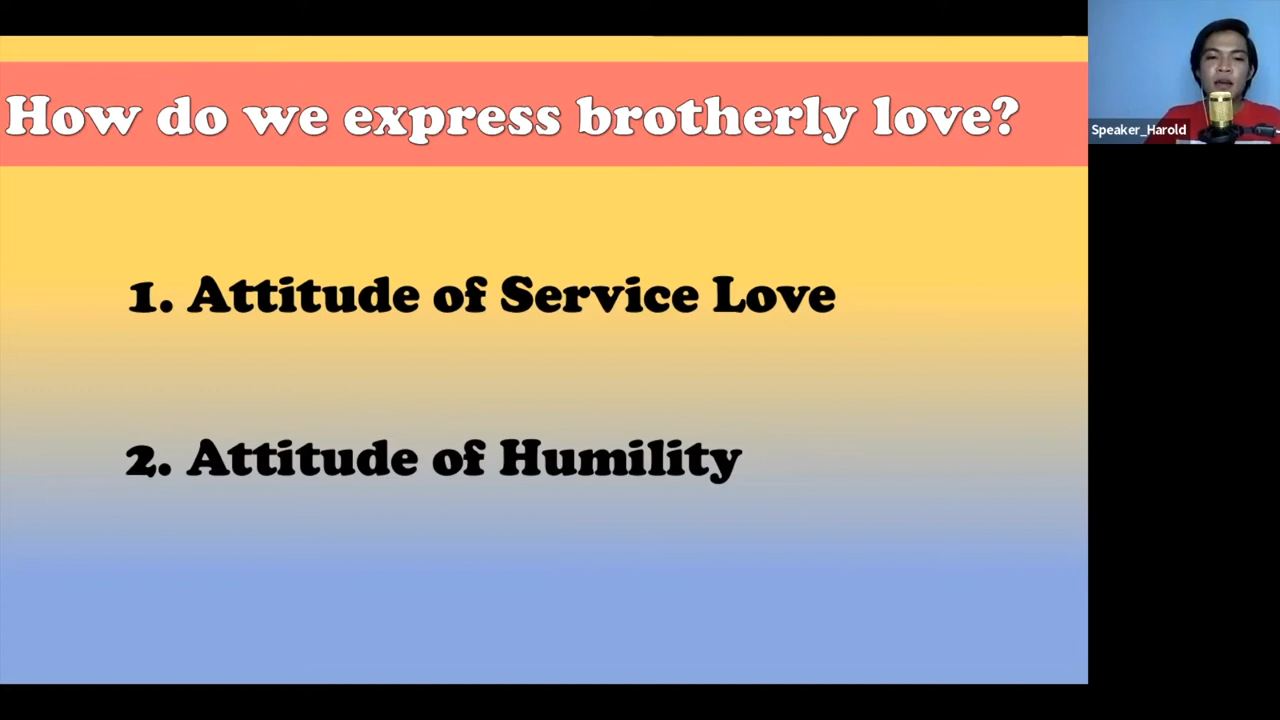 How do we express brotherly love?
Speaker_Harold
1. Attitude of Service Love
2. Attitude of Humility